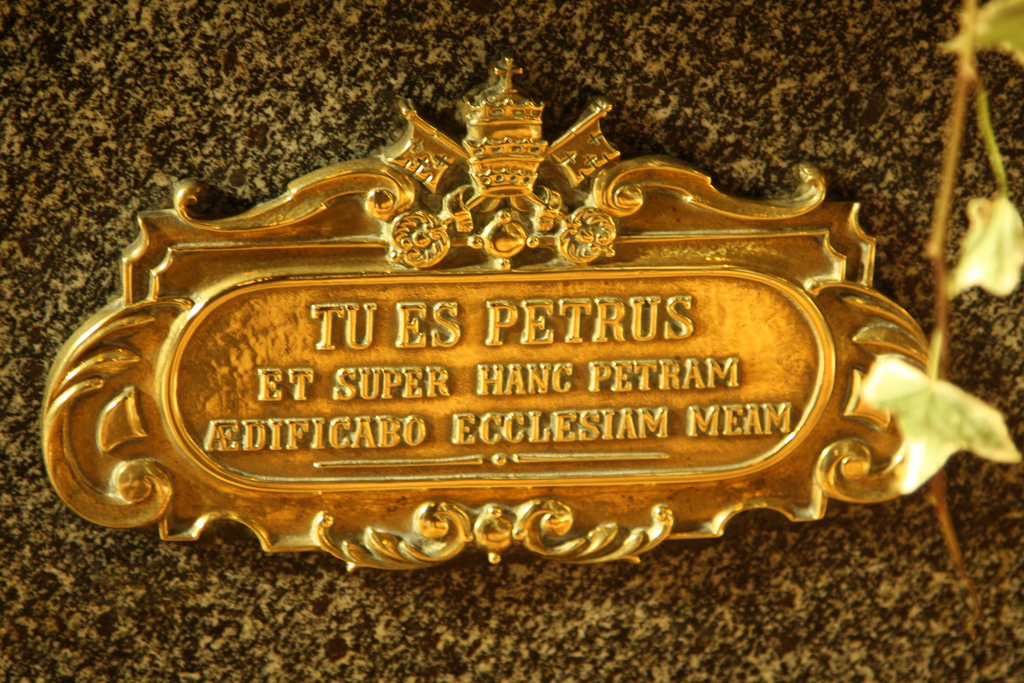 TU ES PETRUS
ET SUPER HANC PETRAM
ÆDIFICABO ECCLESIAM MEAM